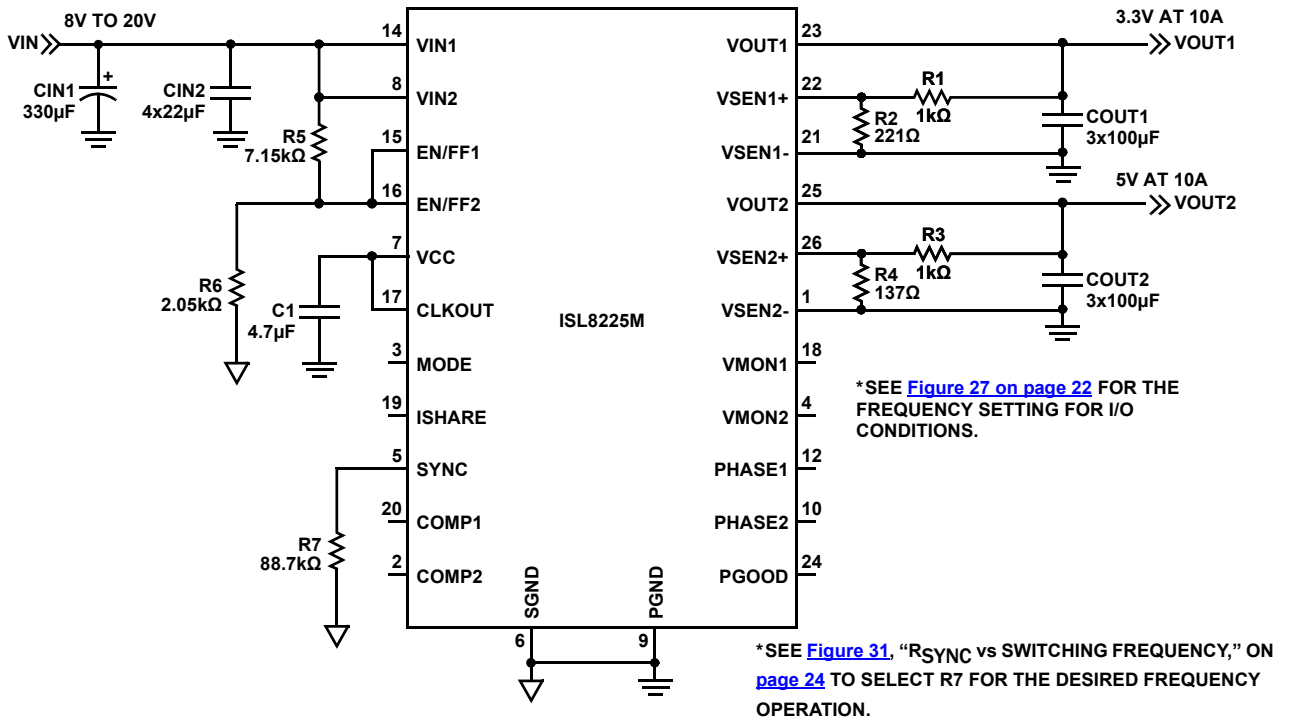 8V TO 20V
VIN
CIN1
+
330µF
CIN2
4x22µF
R5
7.15kΩ
R6
2.05kΩ
C1
4.7µF
R7
88.7kΩ
14
VIN1
8
VIN2
15
EN/FF1
16
EN/FF2
7
VCC
17
CLKOUT
3
MODE
19
ISHARE
5
SYNC
20
COMP1
2
COMP2
ISL8225M
SGND
6
PGND
9
VOUT1
23
VSEN1+
22
VSEN1-
21
VOUT2
25
VSEN2+
26
VSEN2-
1
VMON1
18
VMON2
4
PHASE1
12
PHASE2
10
PGOOD
24
3.3V AT 10A
VOUT1
R1
1kΩ
R2
221Ω
COUT1
3x100µF
5V AT 10A
VOUT2
R3
1kΩ
R4
137Ω
COUT2
3x100µF
*SEE Figure 27 on page 22 FOR THE
FREQUENCY SETTING FOR I/O
CONDITIONS.
*SEE Figure 31, “RSYNC vs SWITCHING FREQUENCY,” ON
page 24 TO SELECT R7 FOR THE DESIRED FREQUENCY
OPERATION.